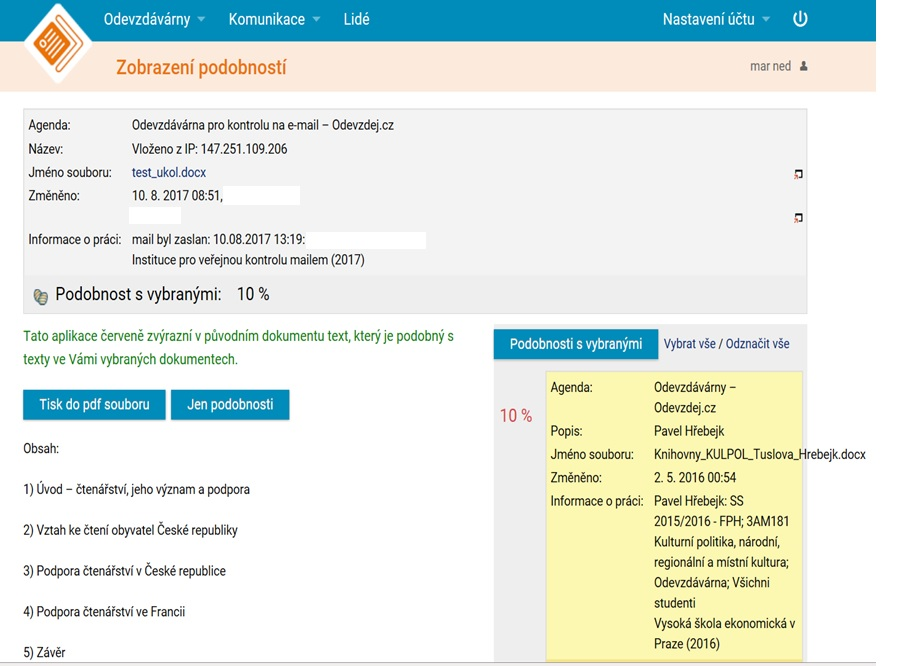 Odevzdávárny Komunikace Lidé Nastavení účtu
Zobrazení podobností
mar ned
Agenda: Odevzdávárna pro kontrolu na e-mail – Odevzdej.cz
Název: Vloženo z IP: 147.251.109.206
Jméno souboru: test_ukol.docx
Změněno: 10. 8. 2017 08:51,
Informace o práci: mail byl zaslan: 10.08.2017 13:19:
Instituce pro veřejnou kontrolu mailem (2017)
Podobnost s vybranými: 10 %
Tato aplikace červeně zvýrazní v původním dokumentu text, který je podobný s
texty ve Vámi vybraných dokumentech.
Tisk do pdf souboru Jen podobnosti
Obsah:
1) Úvod – čtenářství, jeho význam a podpora
2) Vztah ke čtení obyvatel České republiky
3) Podpora čtenářství v České republice
4) Podpora čtenářství ve Francii
5) Závěr
Podobnosti s vybranými Vybrat vše / Odznačit vše
10 %
Agenda: Odevzdávárny –
Odevzdej.cz
Popis: Pavel Hřebejk
Jméno souboru: Knihovny_KULPOL_Tuslova_Hrebejk.docx
Změněno: 2. 5. 2016 00:54
Informace o práci: Pavel Hřebejk: SS
2015/2016 - FPH; 3AM181
Kulturní politika, národní,
regionální a místní kultura;
Odevzdávárna; Všichni
studenti
Vysoká škola ekonomická v
Praze (2016)